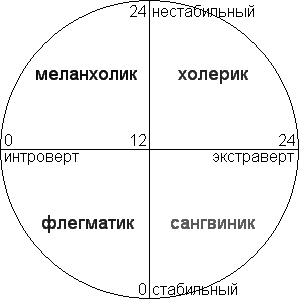 24 нестабильный
меланхолик холерик
0 12 24
интроверт экстраверт
флегматик сангвиник
0 стабильный